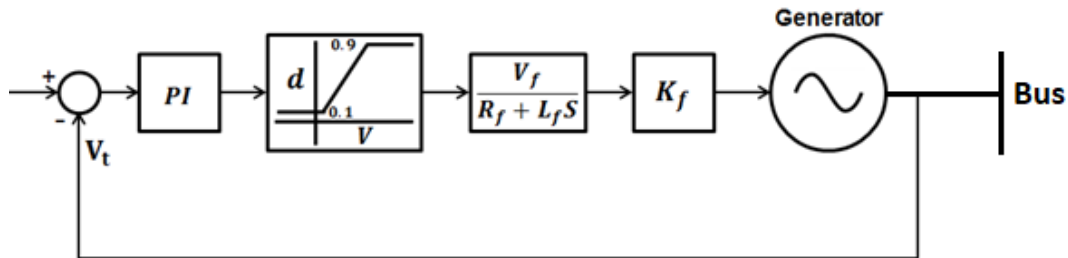 Generator
+
-
PI
d
0.9
0.1
V
V_f
R_f + L_f S
K_f
Bus
V_t